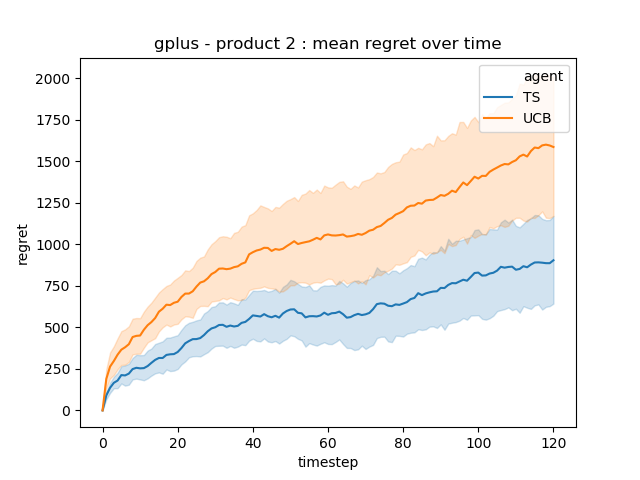 gplus - product 2 : mean regret over time
agent
TS
UCB
regret
2000
1750
1500
1250
1000
750
500
250
0
0 20 40 60 80 100 120
timestep